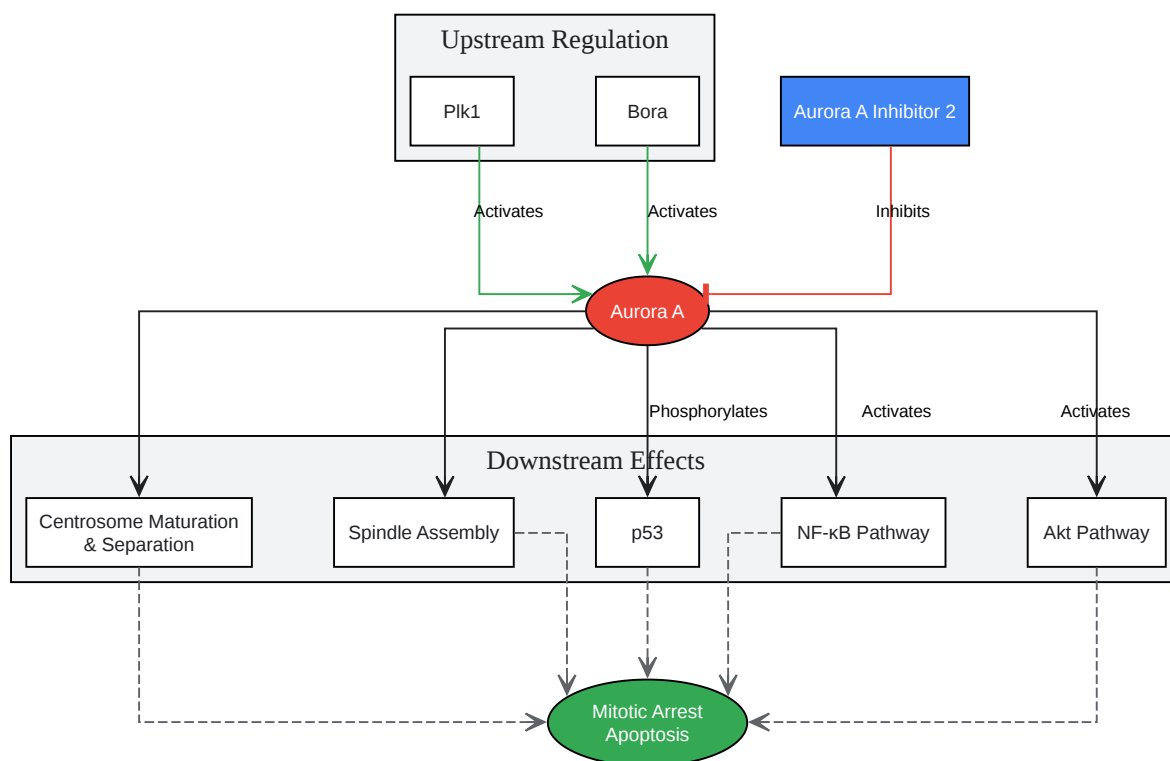 Upstream Regulation
Plk1
Bora
Aurora A Inhibitor 2
Activates
Activates
Inhibits
Aurora A
Phosphorylates
Activates
Activates
Downstream Effects
Centrosome Maturation
& Separation
Spindle Assembly
p53
NF-κB Pathway
Akt Pathway
Mitotic Arrest
Apoptosis